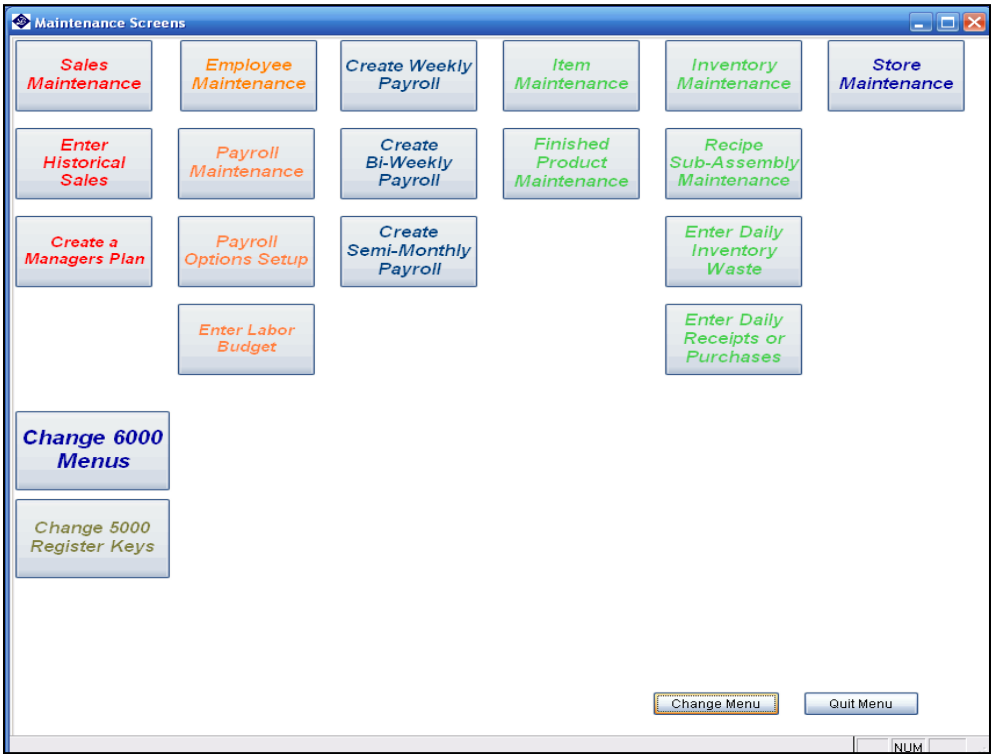 Maintenance Screens
Sales
Maintenance
Employee
Maintenance
Create Weekly
Payroll
Item
Maintenance
Inventory
Maintenance
Store
Maintenance
Enter
Historical
Sales
Payroll
Maintenance
Create
Bi-Weekly
Payroll
Finished
Product
Maintenance
Recipe
Sub-Assembly
Maintenance
Create a
Managers Plan
Payroll
Options Setup
Create
Semi-Monthly
Payroll
Enter Daily
Inventory
Waste
Enter Labor
Budget
Enter Daily
Receipts or
Purchases
Change 6000
Menus
Change 5000
Register Keys
Change Menu
Quit Menu
NUM